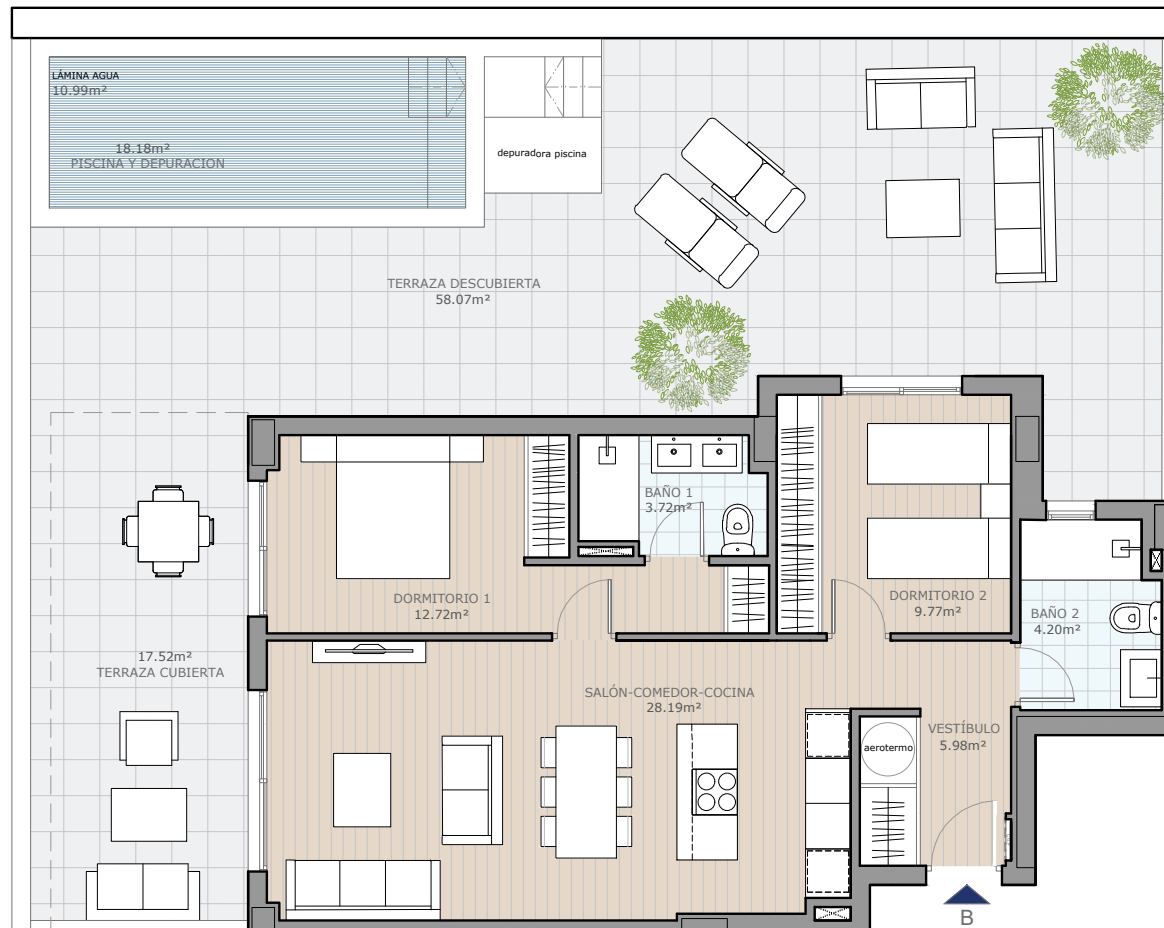 LÁMINA AGUA
10.99m²
18.18m²
PISCINA Y DEPURACION
depuradora piscina
TERRAZA DESCUBIERTA
58.07m²
BAÑO 1
3.72m²
DORMITORIO 1
12.72m²
DORMITORIO 2
9.77m²
BAÑO 2
4.20m²
17.52m²
TERRAZA CUBIERTA
SALÓN-COMEDOR-COCINA
28.19m²
VESTÍBULO
5.98m²
aerotermo
B